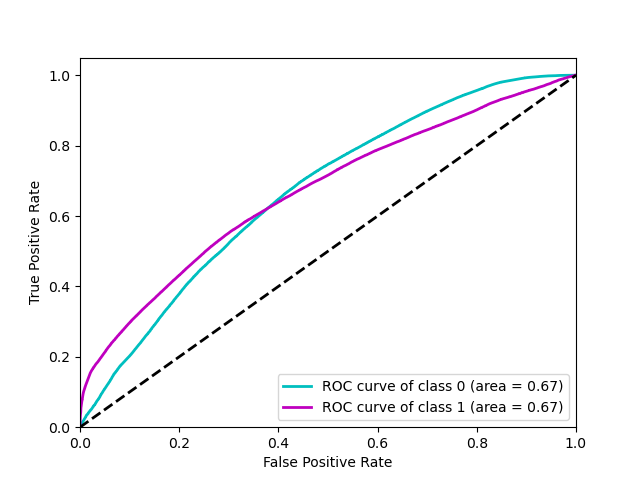 1.0
0.8
0.6
0.4
0.2
0.0
True Positive Rate
ROC curve of class 0 (area = 0.67)
ROC curve of class 1 (area = 0.67)
0.0 0.2 0.4 0.6 0.8 1.0
False Positive Rate